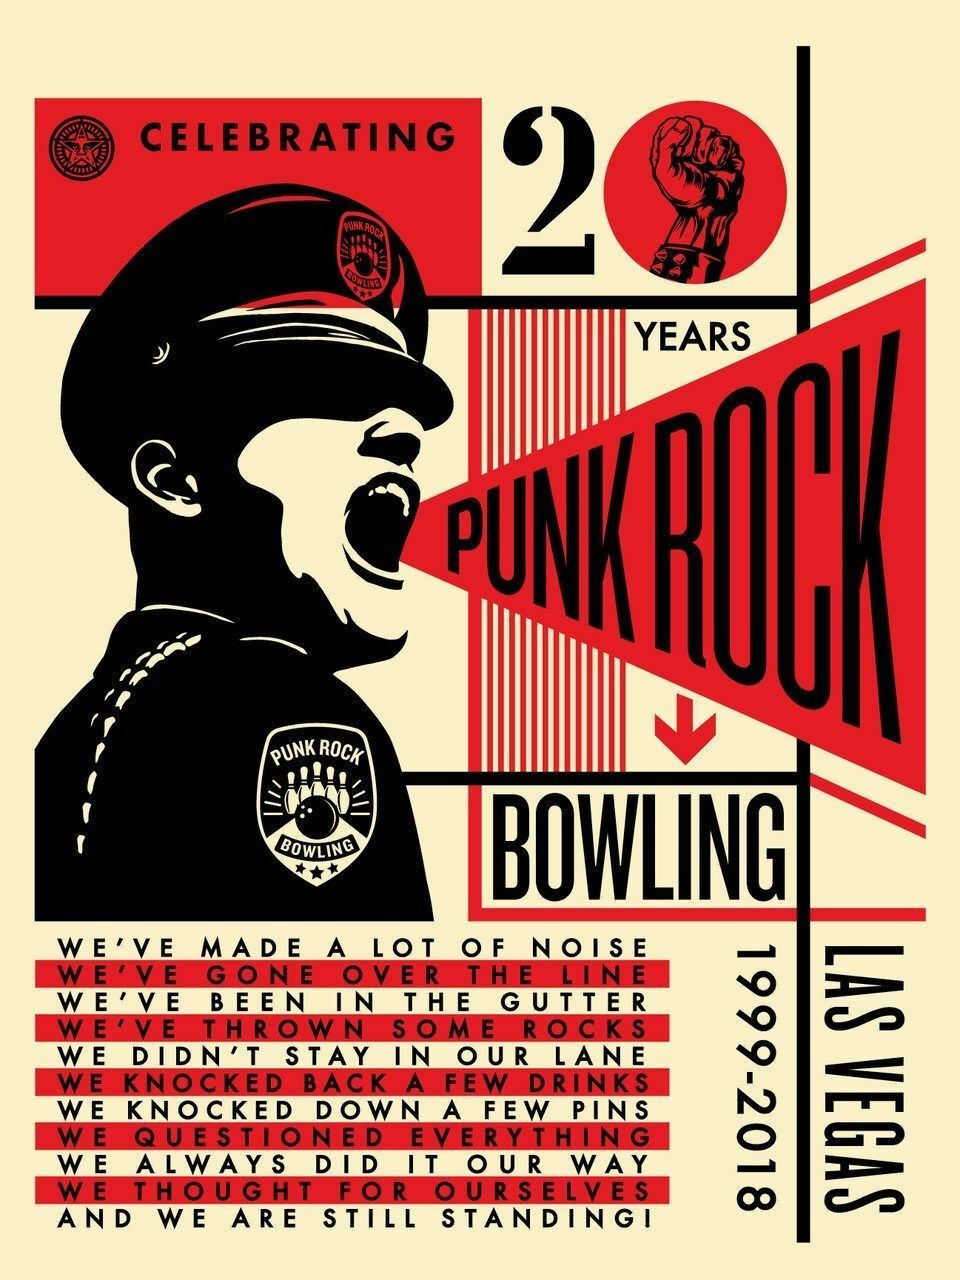 CELEBRATING
2
YEARS
PUNK ROCK
BOWLING
PUNK ROCK
BOWLING
PUNK ROCK
BOWLING
WE'VE MADE A LOT OF NOISE
WE'VE GONE OVER THE LINE
WE'VE BEEN IN THE GUTTER
WE'VE THROWN SOME ROCKS
WE DIDN'T STAY IN OUR LANE
WE KNOCKED BACK A FEW DRINKS
WE KNOCKED DOWN A FEW PINS
WE QUESTIONED EVERYTHING
WE ALWAYS DID IT OUR WAY
WE THOUGHT FOR OURSELVES
AND WE ARE STILL STANDING!
1999-2018
LAS VEGAS